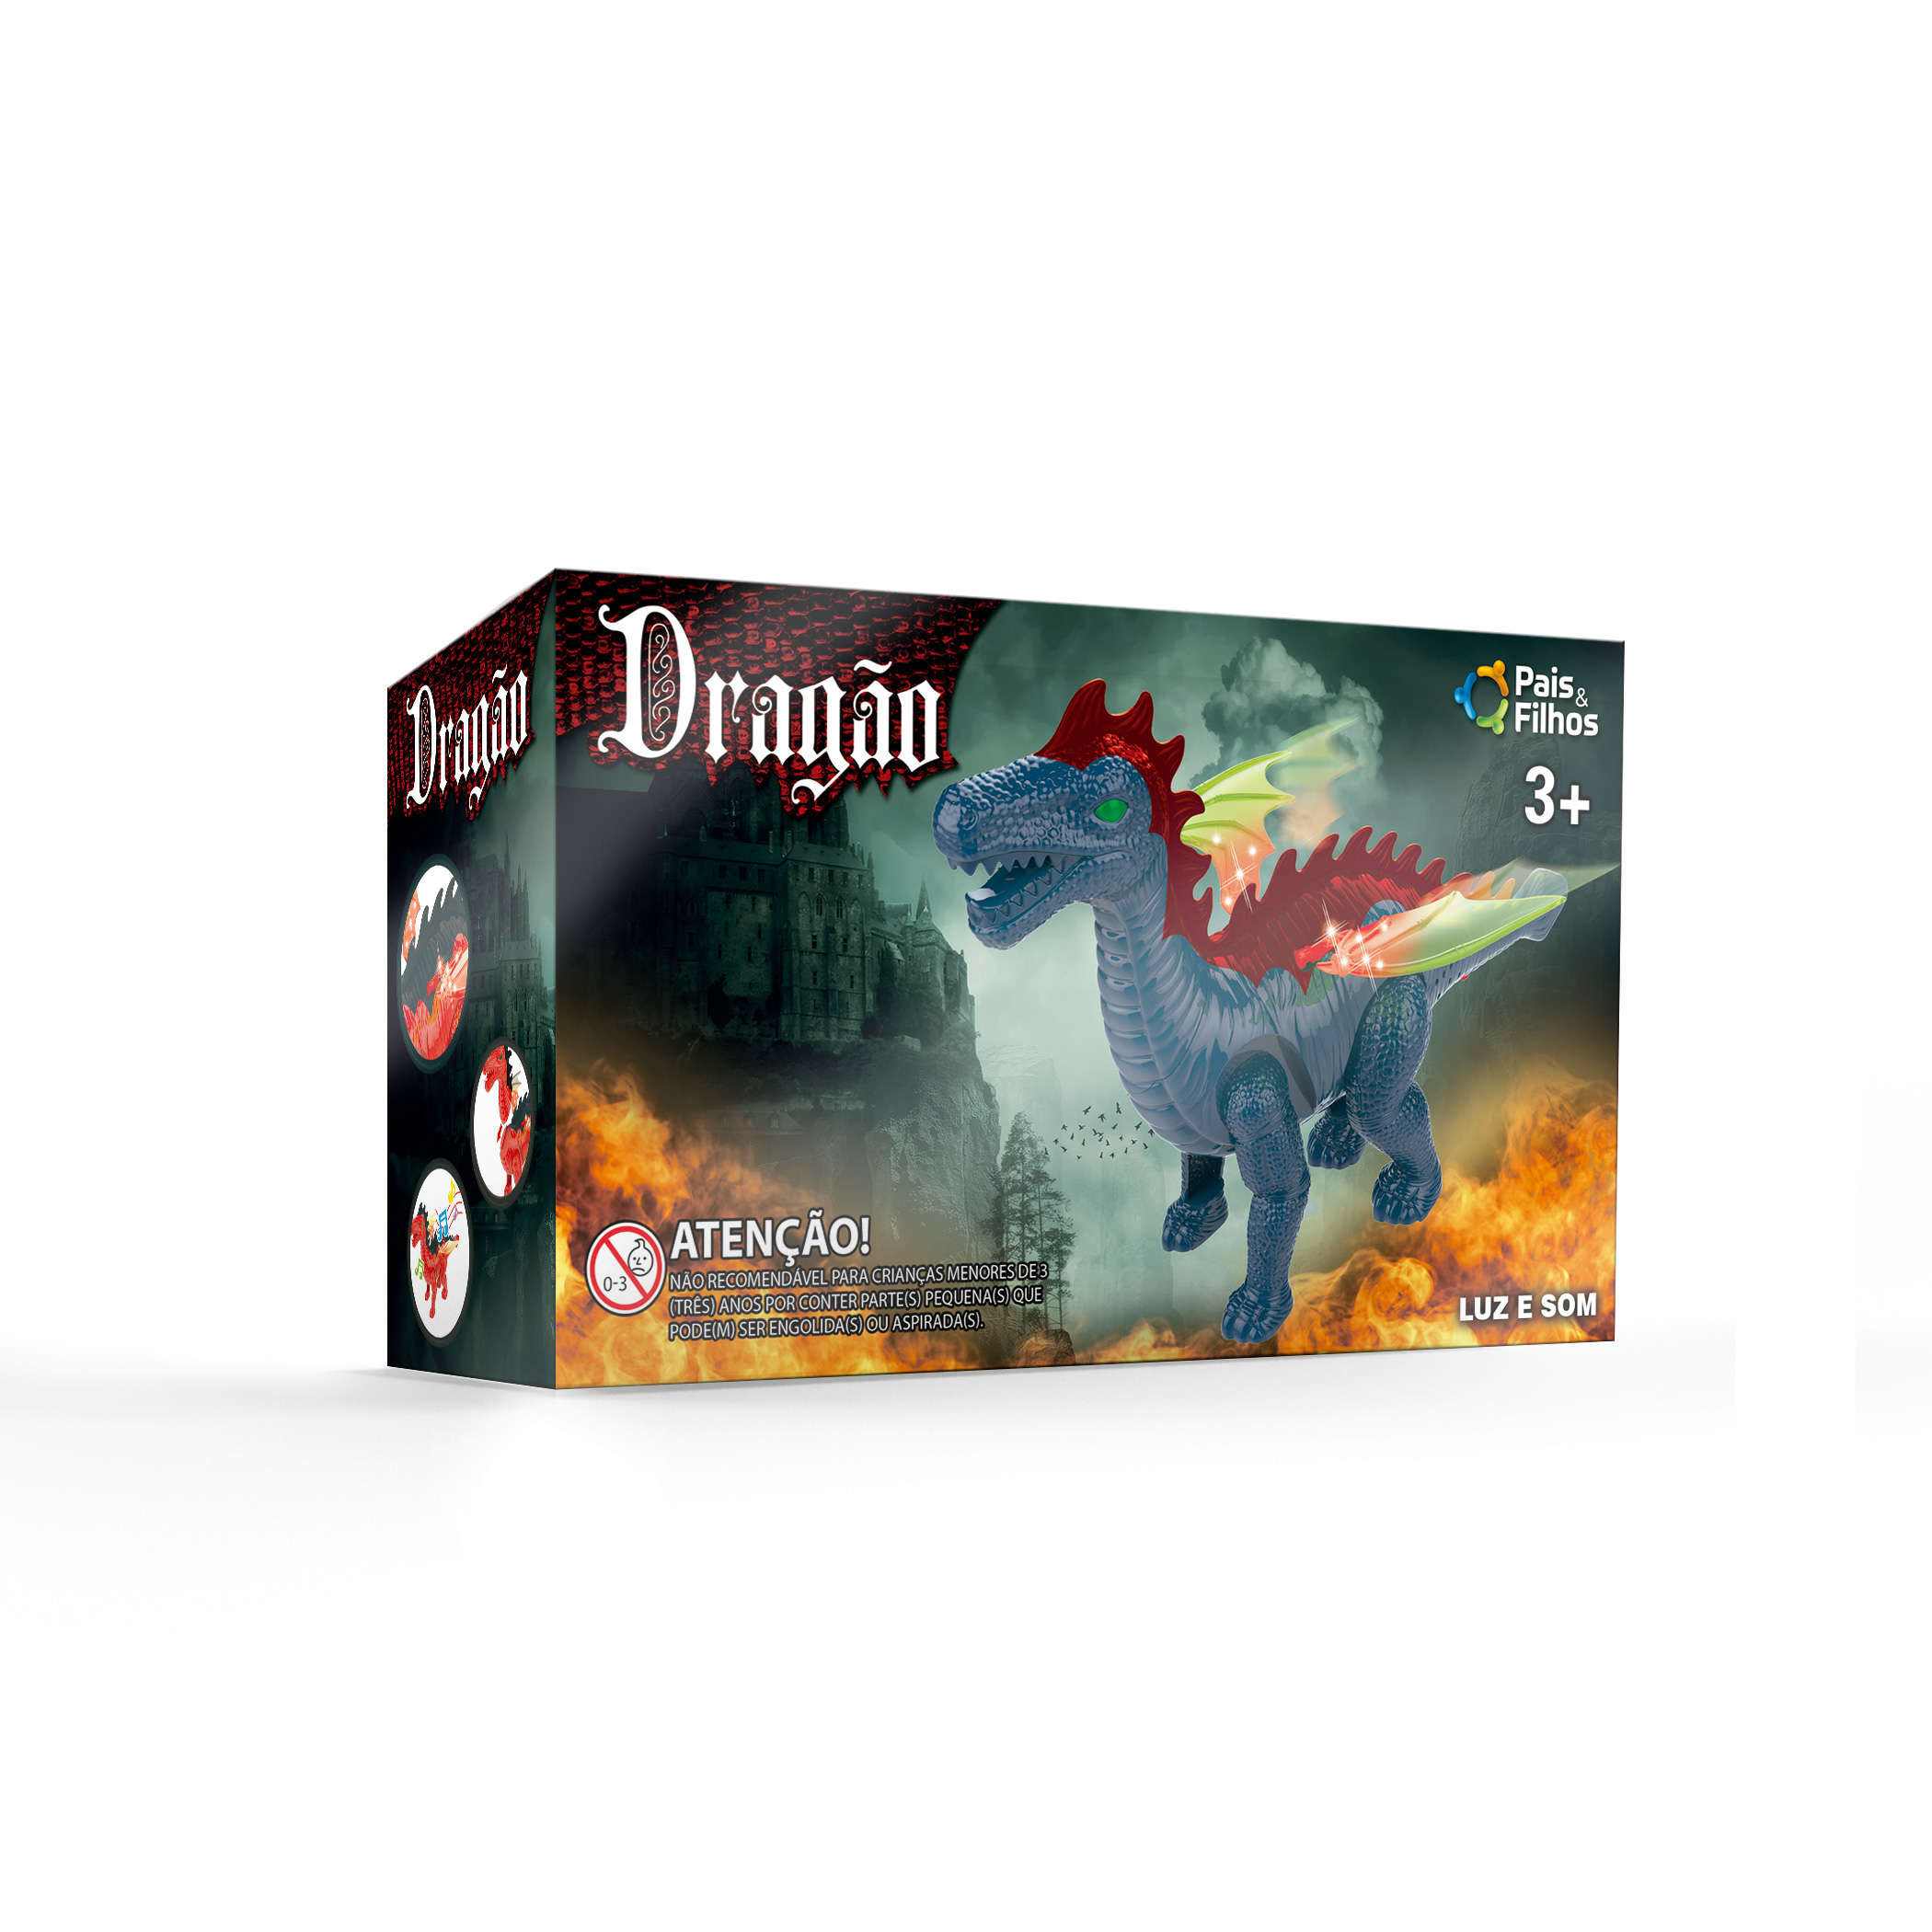 Dragão
Dragão
Pais &
Filhos
3+
ATENÇÃO!
0-3
NÃO RECOMENDÁVEL PARA CRIANÇAS MENORES DE 3
(TRÊS) ANOS POR CONTER PARTE(S) PEQUENA(S) QUE
PODE(M) SER ENGOLIDA(S) OU ASPIRADA(S).
LUZ E SOM